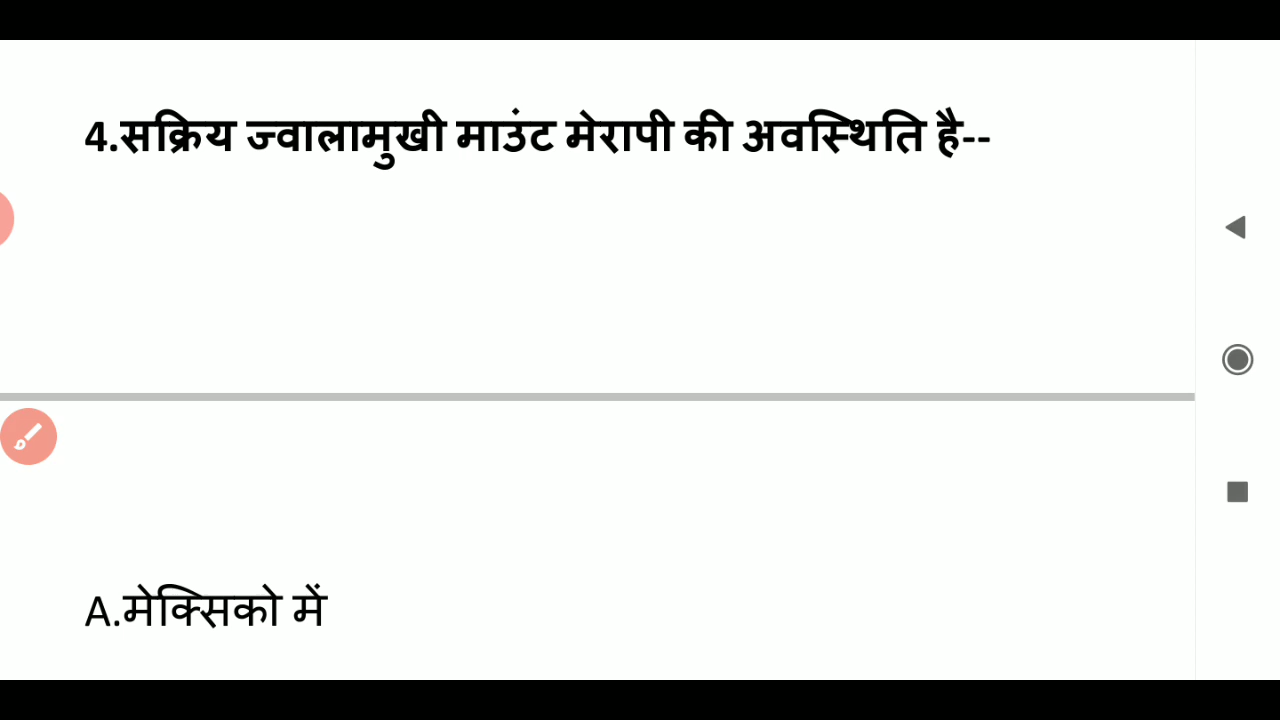 4.सक्रिय ज्वालामुखी माउंट मेरापी की अवस्थिति है--
A.मेक्सिको में